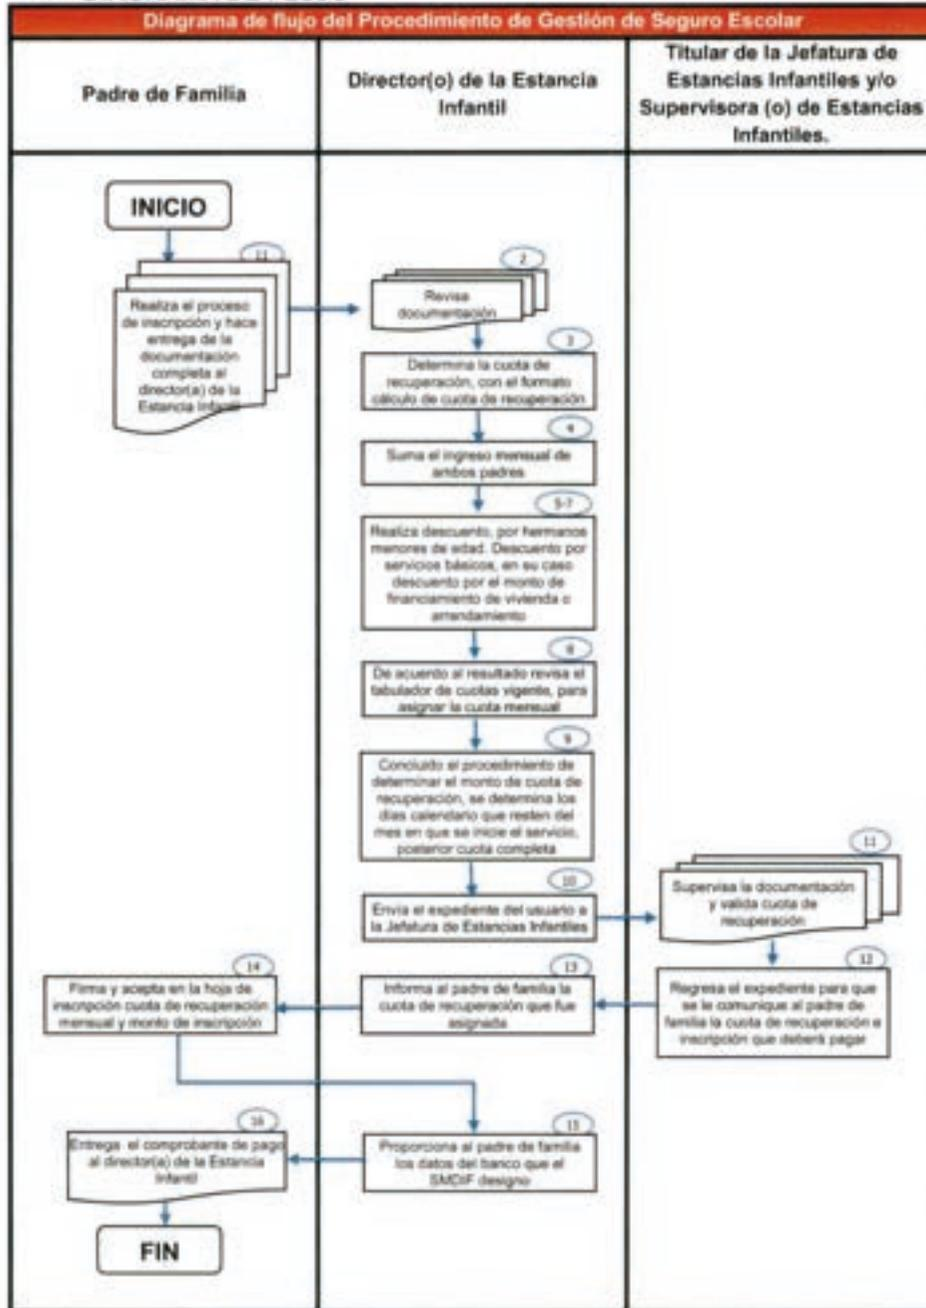 Diagrama de flujo del Procedimiento de Gestión de Seguro Escolar
Padre de Familia
Director(o) de la Estancia
Infantil
Titular de la Jefatura de
Estancias Infantiles y/o
Supervisora (o) de Estancias
Infantiles.
INICIO
11
Realiza el proceso
de inscripción y hace
entrega de la
documentación
completa al
director(a) de la
Estancia Infantil
2
Revisa
documentación
3
Determina la cuota de
recuperación, con el formato
cálculo de cuota de recuperación
4
Suma el ingreso mensual de
ambos padres
5-7
Realiza descuento, por hermanos
menores de edad. Descuento por
servicios básicos, en su caso
descuento por el monto de
financiamiento de vivienda o
arrendamiento
8
De acuerdo al resultado revisa el
tabulador de cuotas vigente, para
asignar la cuota mensual
9
Concluido el procedimiento de
determinar el monto de cuota de
recuperación, se determina los
días calendario que resten del
mes en que se inicie el servicio,
posterior cuota completa
10
Envía el expediente del usuario a
la Jefatura de Estancias Infantiles
11
Supervisa la documentación
y valida cuota de
recuperación
12
Regresa el expediente para que
se le comunique al padre de
familia la cuota de recuperación e
inscripción que deberá pagar
13
Informa al padre de familia
la cuota de recuperación que fue
asignada
14
Firma y acepta en la hoja de
inscripción cuota de recuperación
mensual y monto de inscripción
15
Proporciona al padre de familia
los datos del banco que el
SMDIF designo
16
Entrega el comprobante de pago
al director(a) de la Estancia
Infantil
FIN